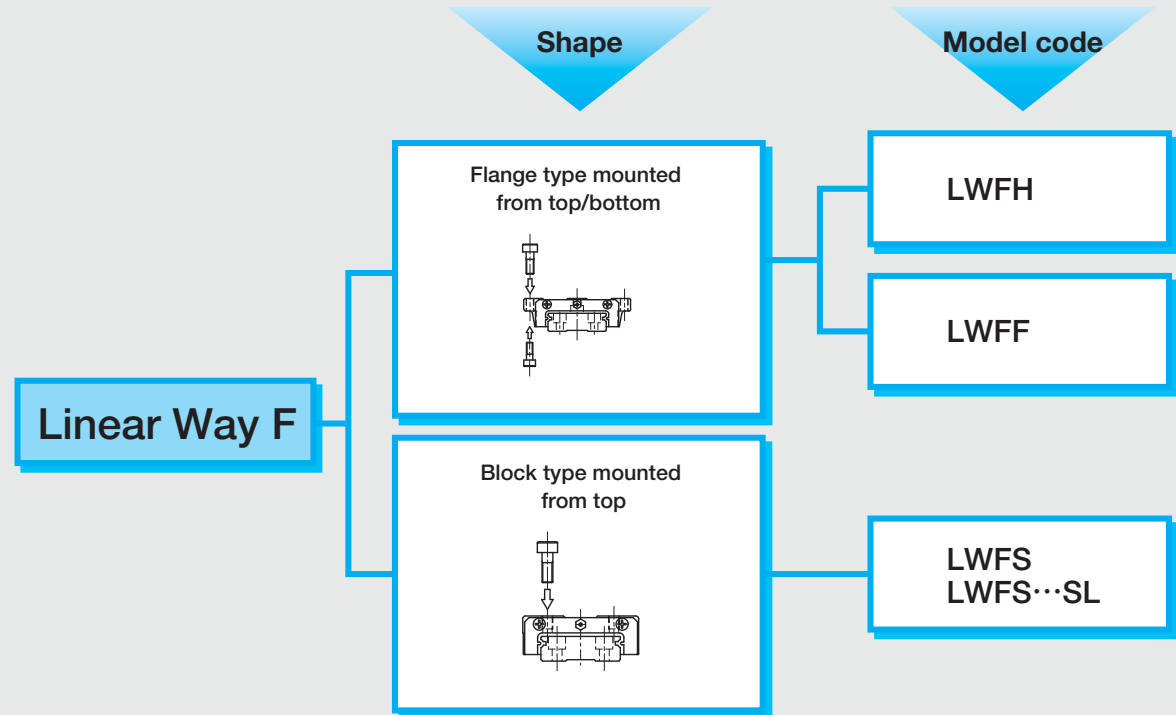 Shape
Model code
Linear Way F
Flange type mounted
from top/bottom
LWFH
LWFF
Block type mounted
from top
LWFS
LWFS···SL